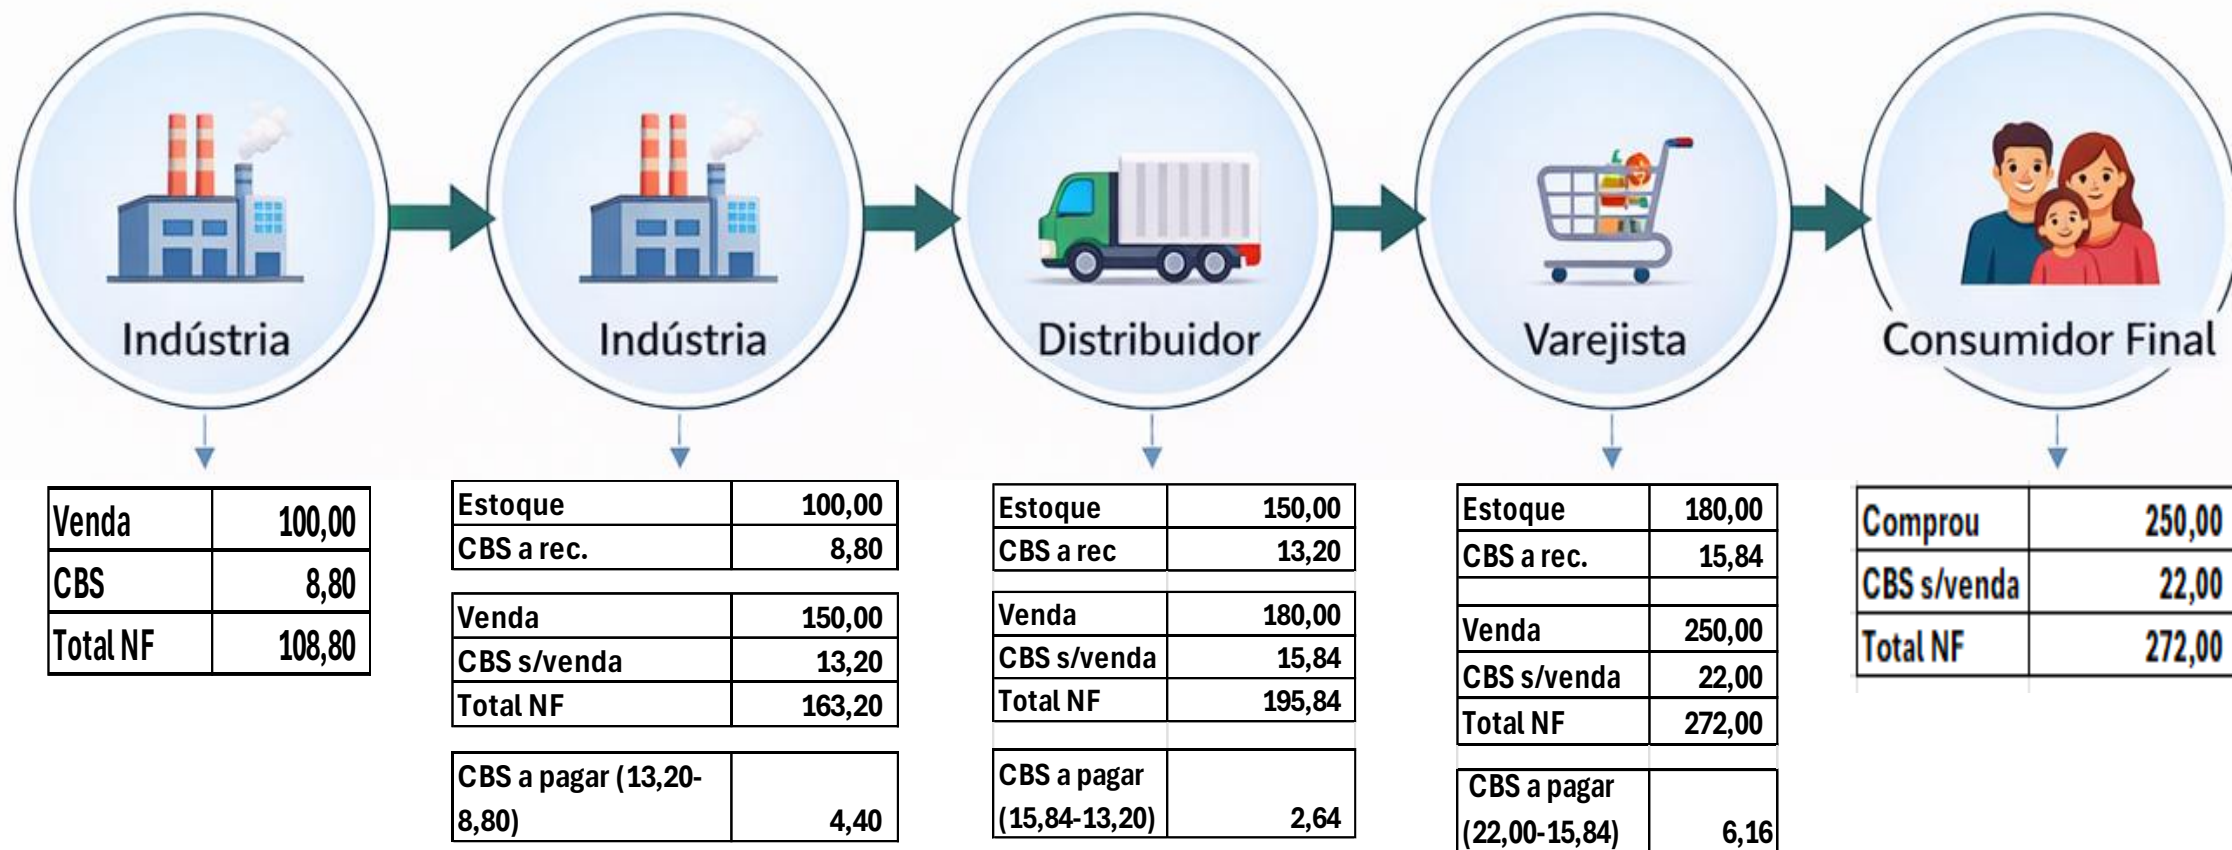 Indústria
Indústria
Distribuidor
Varejista
Consumidor Final
Venda 100,00
CBS 8,80
Total NF 108,80
Estoque 100,00
CBS a rec. 8,80
Venda 150,00
CBS s/venda 13,20
Total NF 163,20
CBS a pagar (13,20-
8,80) 4,40
Estoque 150,00
CBS a rec 13,20
Venda 180,00
CBS s/venda 15,84
Total NF 195,84
CBS a pagar
(15,84-13,20) 2,64
Estoque 180,00
CBS a rec. 15,84
Venda 250,00
CBS s/venda 22,00
Total NF 272,00
CBS a pagar
(22,00-15,84) 6,16
Comprou 250,00
CBS s/venda 22,00
Total NF 272,00